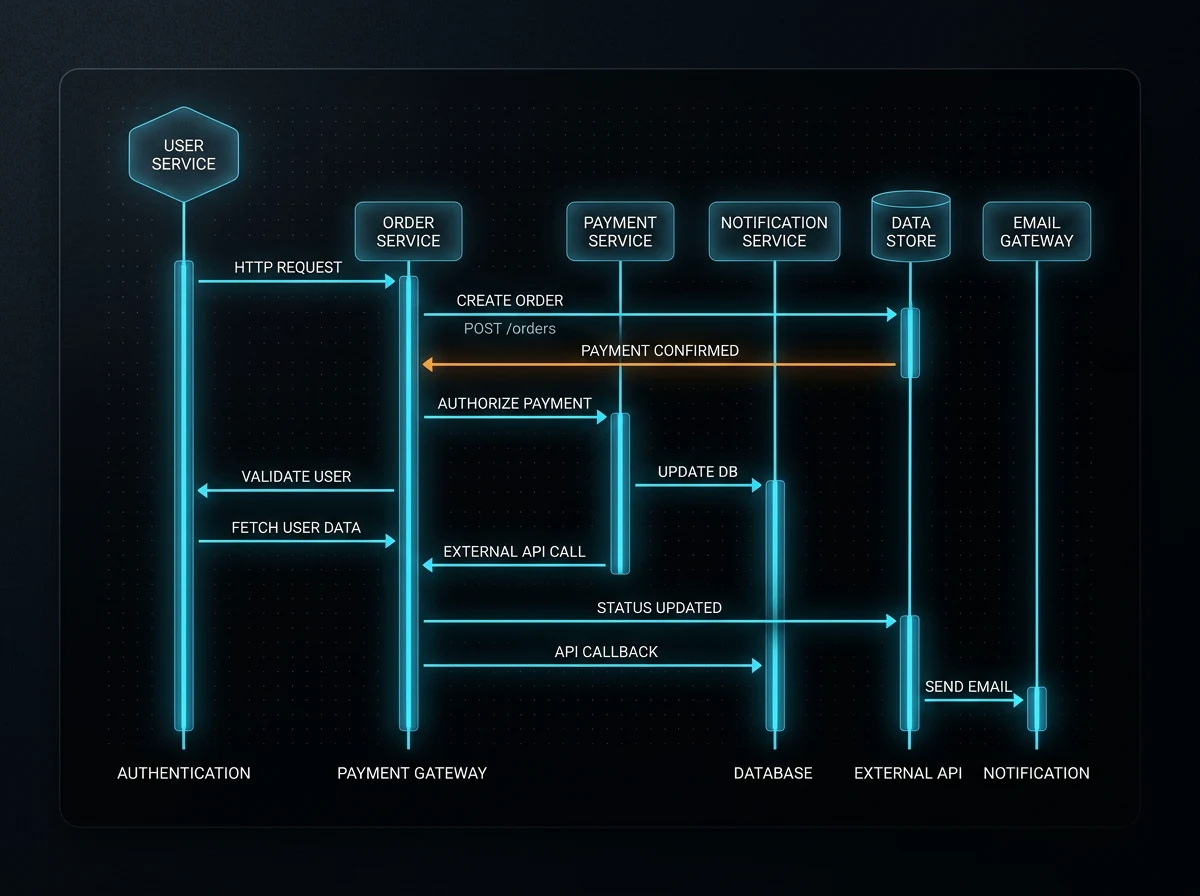 USER
SERVICE
ORDER
SERVICE
PAYMENT
SERVICE
NOTIFICATION
SERVICE
DATA
STORE
EMAIL
GATEWAY
HTTP REQUEST
CREATE ORDER
POST /orders
PAYMENT CONFIRMED
AUTHORIZE PAYMENT
UPDATE DB
VALIDATE USER
FETCH USER DATA
EXTERNAL API CALL
STATUS UPDATED
API CALLBACK
SEND EMAIL
AUTHENTICATION
PAYMENT GATEWAY
DATABASE
EXTERNAL API
NOTIFICATION